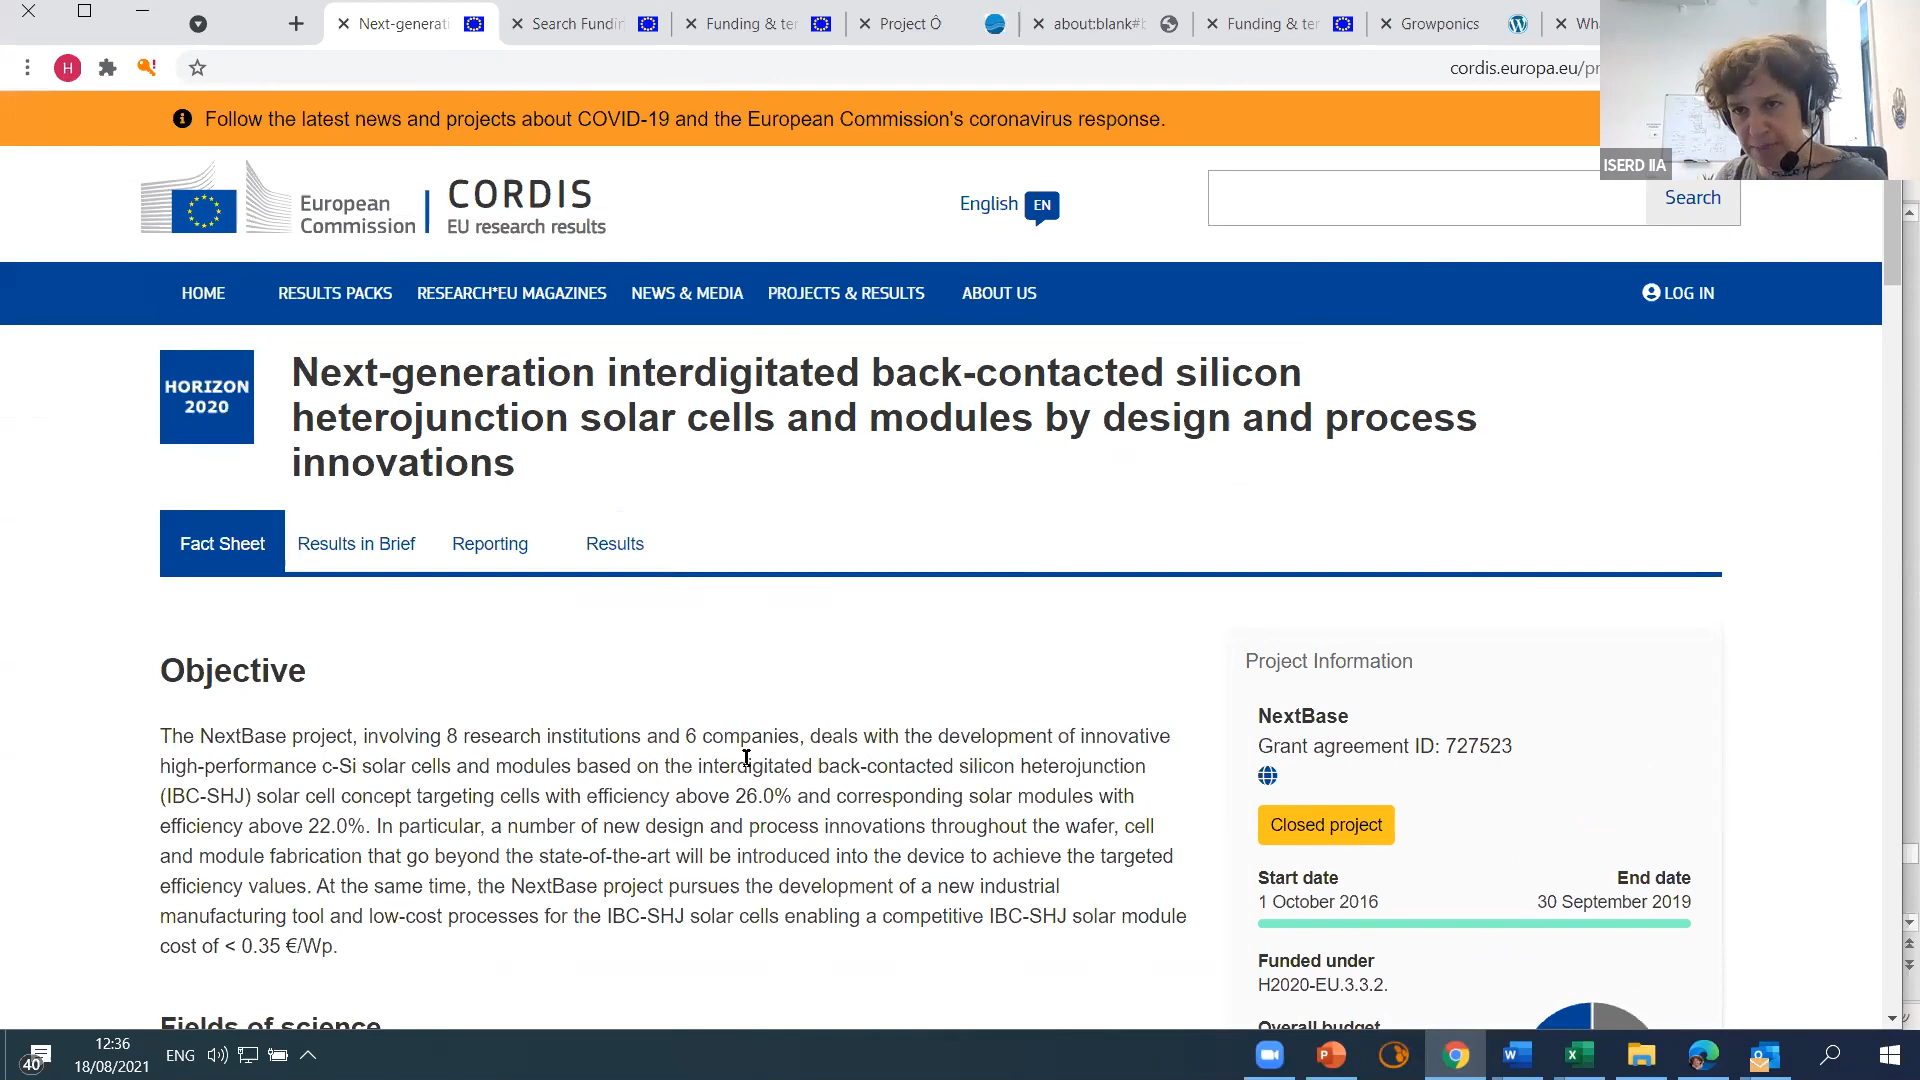 Next-generati
Search Fundin
Funding & ter
Project Ô
about:blank#b
Funding & ter
Growponics
Wha
H
cordis.europa.eu/pr
Follow the latest news and projects about COVID-19 and the European Commission's coronavirus response.
ISERD IIA
European
Commission
CORDIS
EU research results
English EN
Search
HOME
RESULTS PACKS
RESEARCH*EU MAGAZINES
NEWS & MEDIA
PROJECTS & RESULTS
ABOUT US
LOG IN
HORIZON
2020
Next-generation interdigitated back-contacted silicon
heterojunction solar cells and modules by design and process
innovations
Fact Sheet
Results in Brief
Reporting
Results
Objective
The NextBase project, involving 8 research institutions and 6 companies, deals with the development of innovative
high-performance c-Si solar cells and modules based on the interdigitated back-contacted silicon heterojunction
(IBC-SHJ) solar cell concept targeting cells with efficiency above 26.0% and corresponding solar modules with
efficiency above 22.0%. In particular, a number of new design and process innovations throughout the wafer, cell
and module fabrication that go beyond the state-of-the-art will be introduced into the device to achieve the targeted
efficiency values. At the same time, the NextBase project pursues the development of a new industrial
manufacturing tool and low-cost processes for the IBC-SHJ solar cells enabling a competitive IBC-SHJ solar module
cost of < 0.35 €/Wp.
Fields of science
Project Information
NextBase
Grant agreement ID: 727523
Closed project
Start date
1 October 2016
End date
30 September 2019
Funded under
H2020-EU.3.3.2.
Overall budget
40
12:36
18/08/2021
ENG